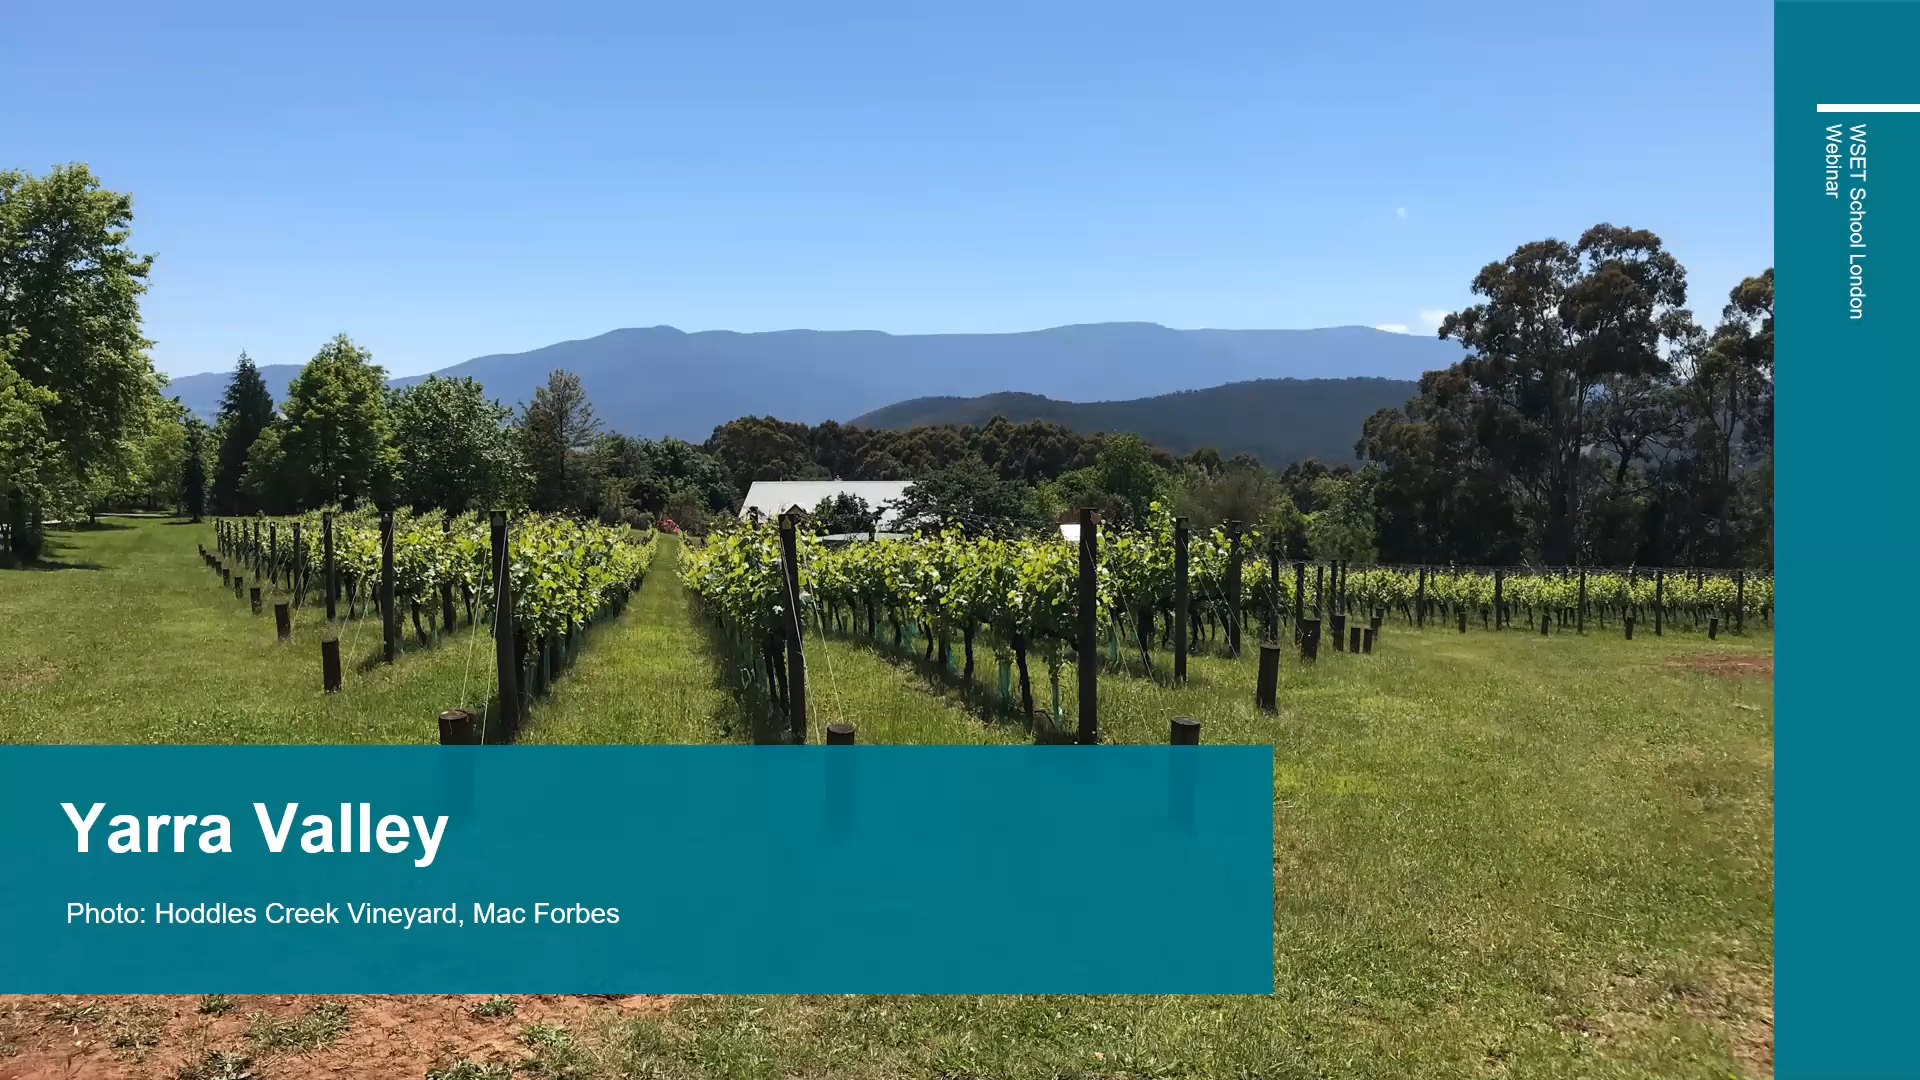 Yarra Valley
Photo: Hoddles Creek Vineyard, Mac Forbes
WSET School London
Webinar